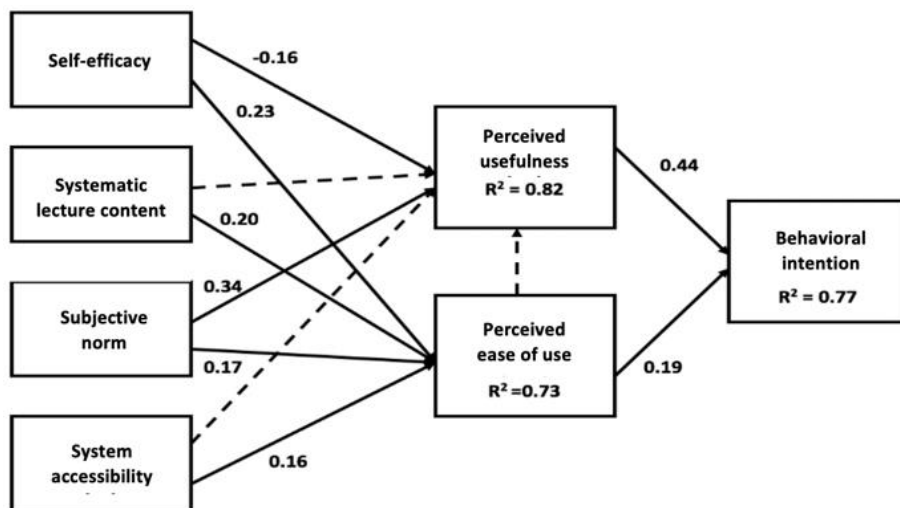 Self-efficacy
Systematic
lecture content
Subjective
norm
System
accessibility
-0.16
0.23
0.20
0.34
0.17
0.16
Perceived
usefulness
R² = 0.82
Perceived
ease of use
R² =0.73
0.44
0.19
Behavioral
intention
R² = 0.77